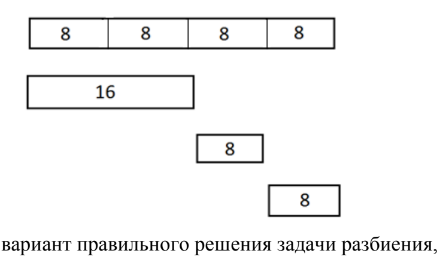 8 8 8 8
16
8
8
вариант правильного решения задачи разбиения,